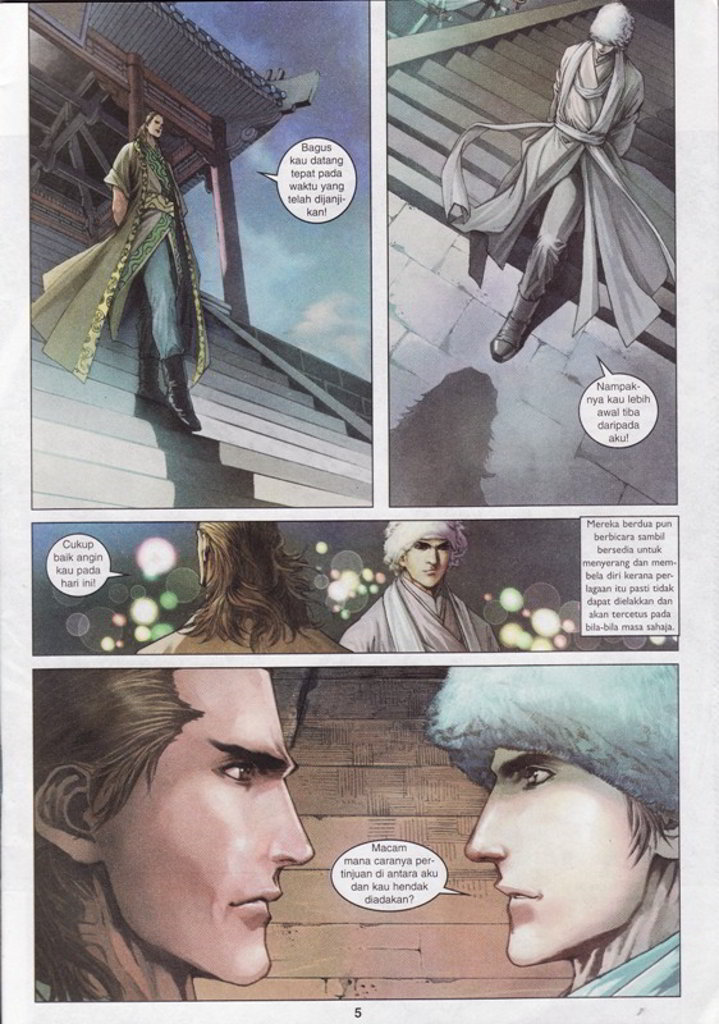 Bagus
kau datang
tepat pada
waktu yang
telah dijanji-
kan!
Nampak-
nya kau lebih
awal tiba
daripada
aku!
Cukup
baik angin
kau pada
hari ini!
Mereka berdua pun
berbicara sambil
bersedia untuk
menyerang dan mem-
bela diri kerana per-
laagan itu pasti tidak
dapat dielakkan dan
akan tercetus pada
bila-bila masa sahaja.
Macam
mana caranya per-
tinjuan di antara aku
dan kau hendak
diadakan?
5